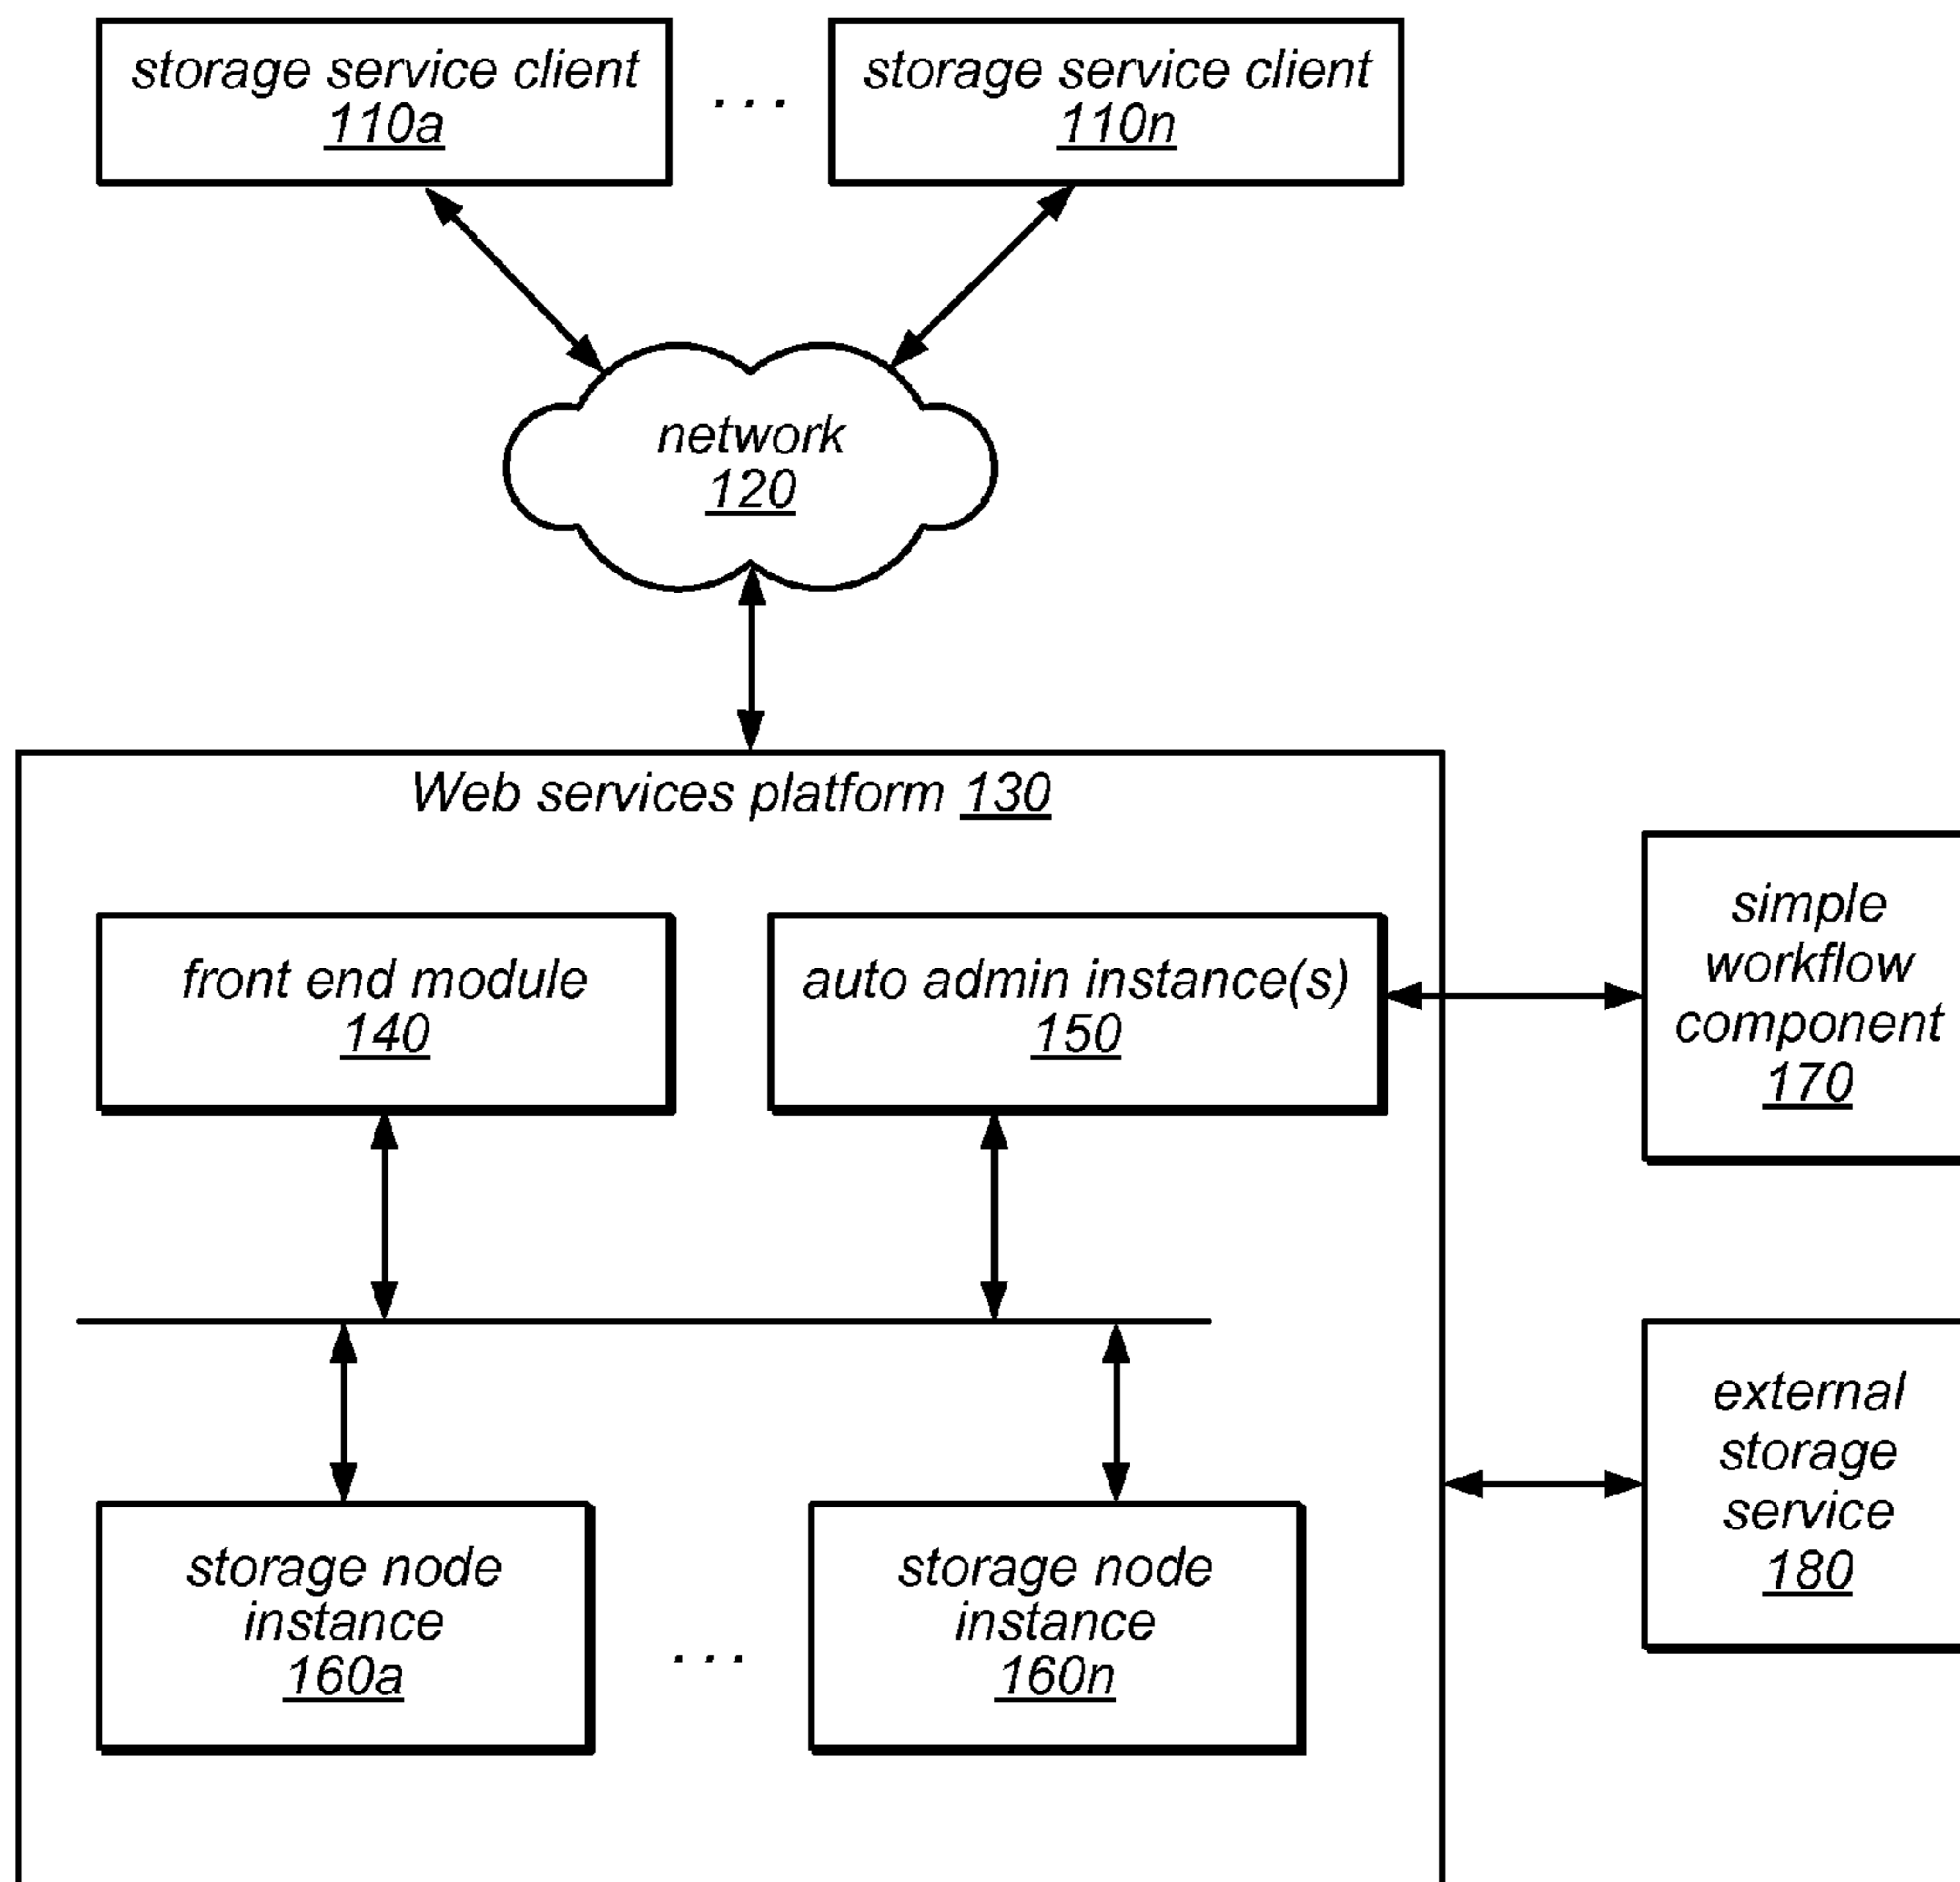 storage service client
110a
. . .
storage service client
110n
network
120
Web services platform 130
front end module
140
auto admin instance(s)
150
simple
workflow
component
170
external
storage
service
180
storage node
instance
160a
. . .
storage node
instance
160n